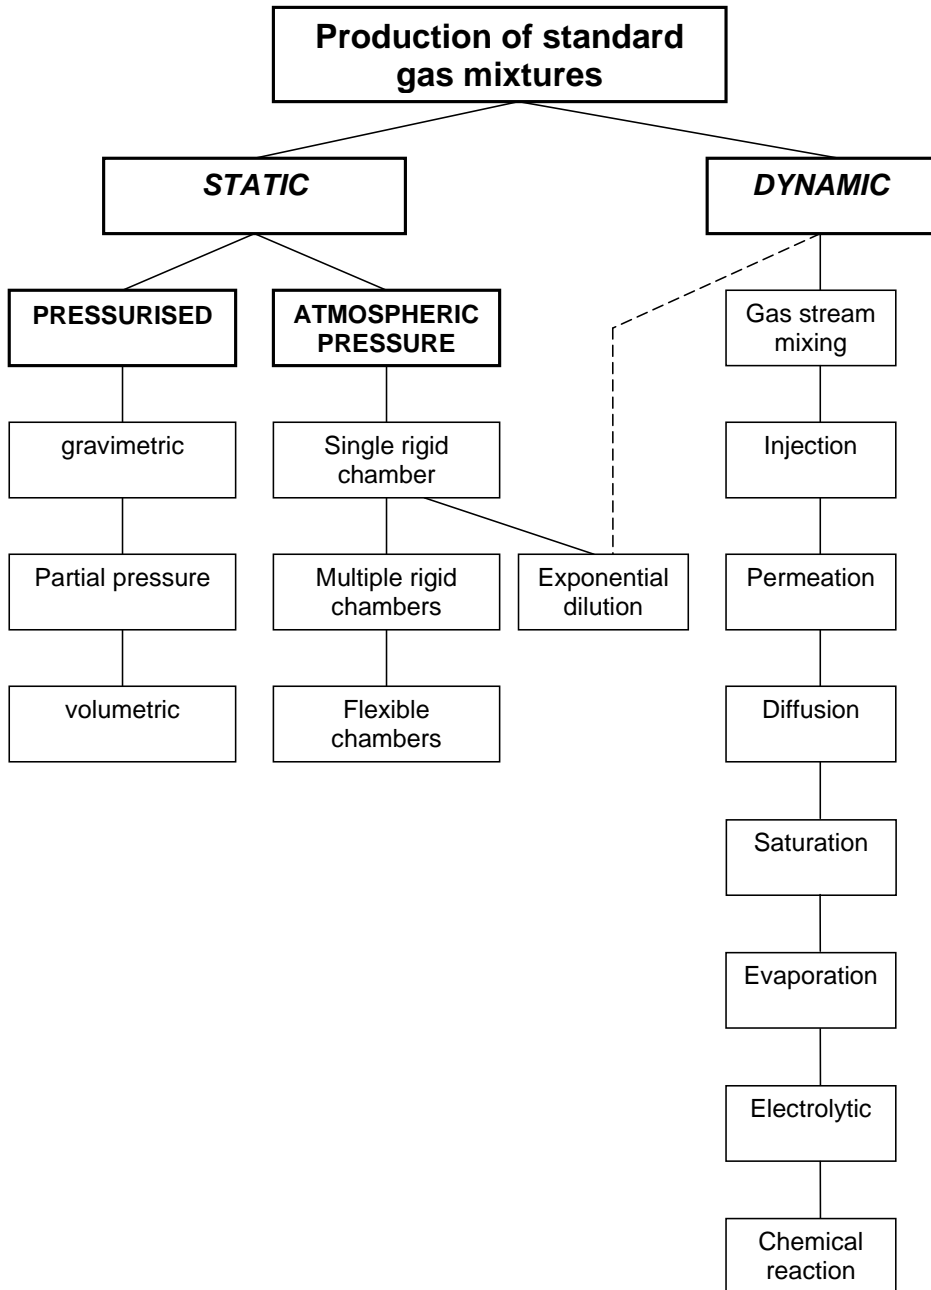 Production of standard
gas mixtures
STATIC
DYNAMIC
PRESSURISED
ATMOSPHERIC
PRESSURE
Gas stream
mixing
gravimetric
Single rigid
chamber
Injection
Partial pressure
Multiple rigid
chambers
Exponential
dilution
Permeation
volumetric
Flexible
chambers
Diffusion
Saturation
Evaporation
Electrolytic
Chemical
reaction